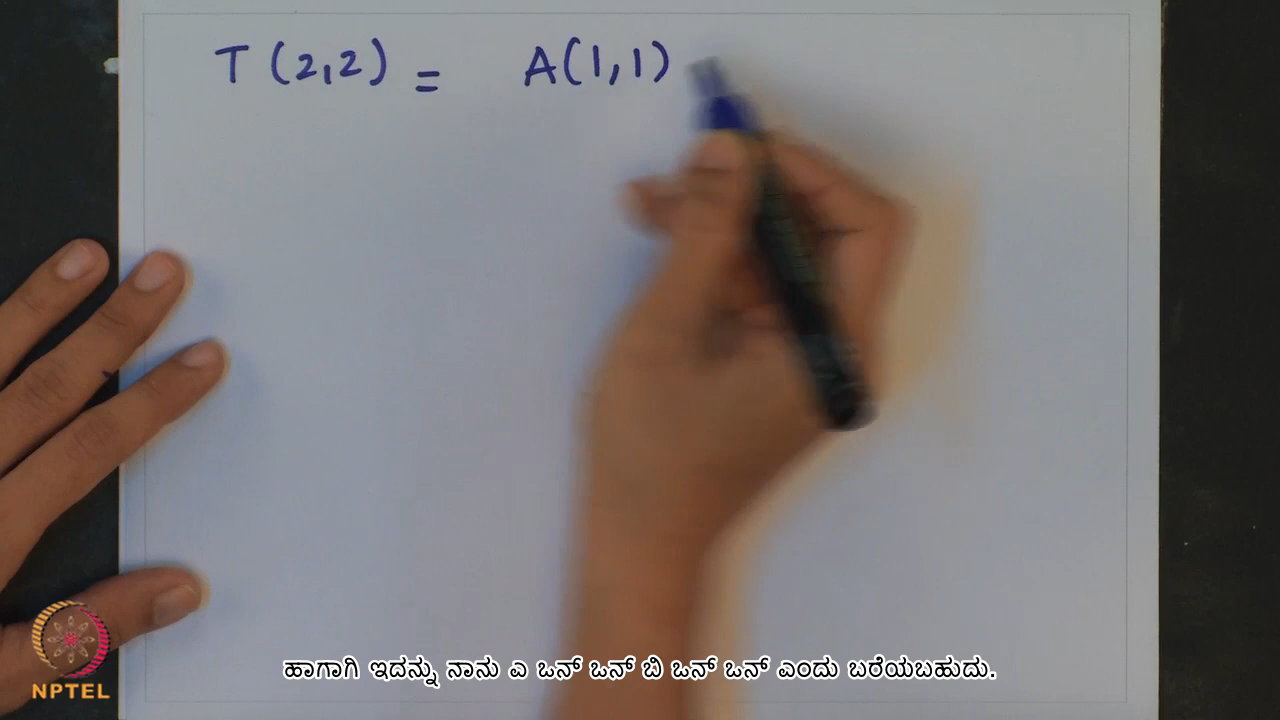 T (2,2) = A(1,1)
ಹಾಗಾಗಿ ಇದನ್ನು ನಾನು ಎ ಒನ್ ಒನ್ ಬಿ ಒನ್ ಒನ್ ಎಂದು ಬರೆಯಬಹುದು.
NPTEL